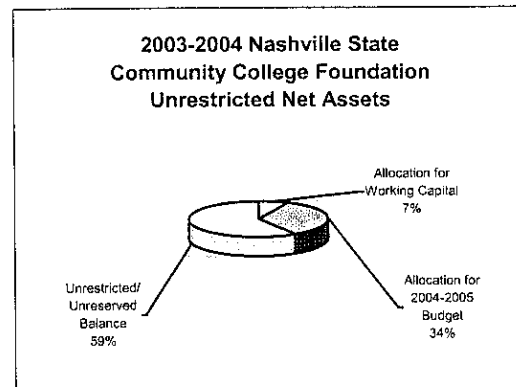 2003-2004 Nashville State
Community College Foundation
Unrestricted Net Assets
Allocation for
Working Capital
7%
Unrestricted/
Unreserved
Balance
59%
Allocation for
2004-2005
Budget
34%